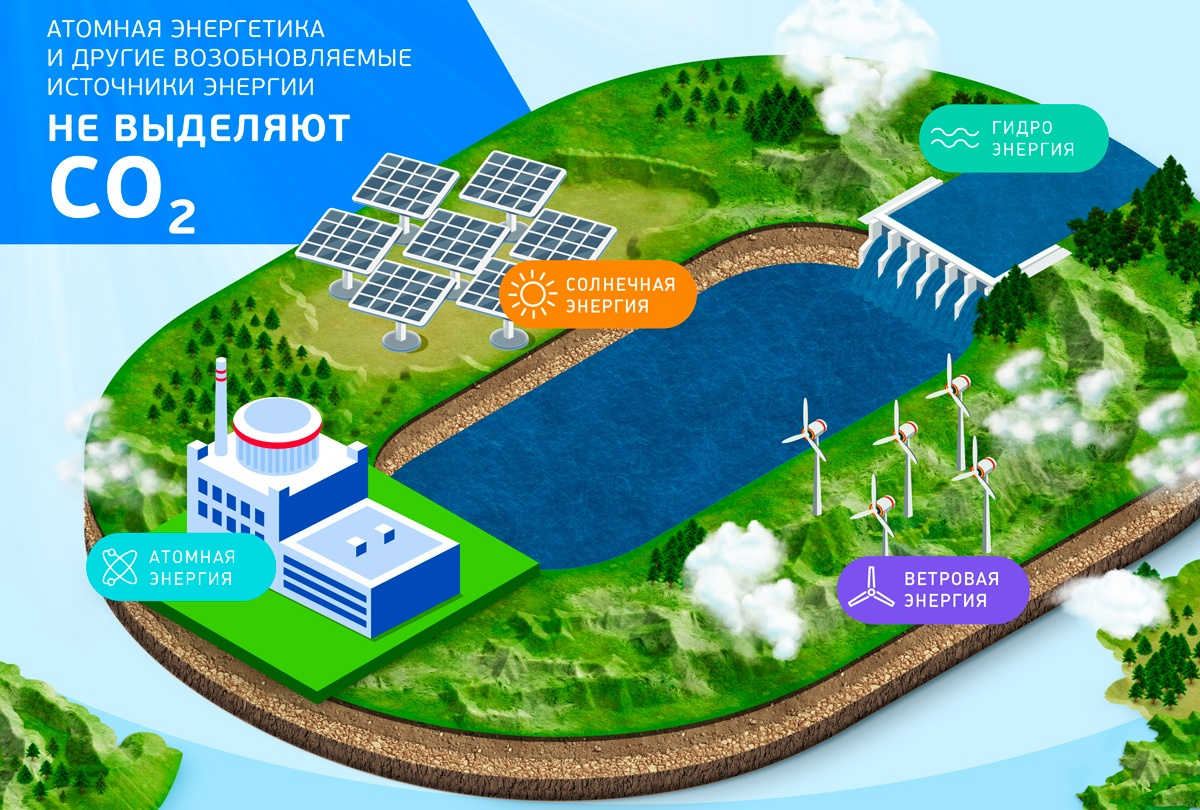 АТОМНАЯ ЭНЕРГЕТИКА
И ДРУГИЕ ВОЗОБНОВЛЯЕМЫЕ
ИСТОЧНИКИ ЭНЕРГИИ
НЕ ВЫДЕЛЯЮТ
CO₂
ГИДРО
ЭНЕРГИЯ
СОЛНЕЧНАЯ
ЭНЕРГИЯ
АТОМНАЯ
ЭНЕРГИЯ
ВЕТРОВАЯ
ЭНЕРГИЯ